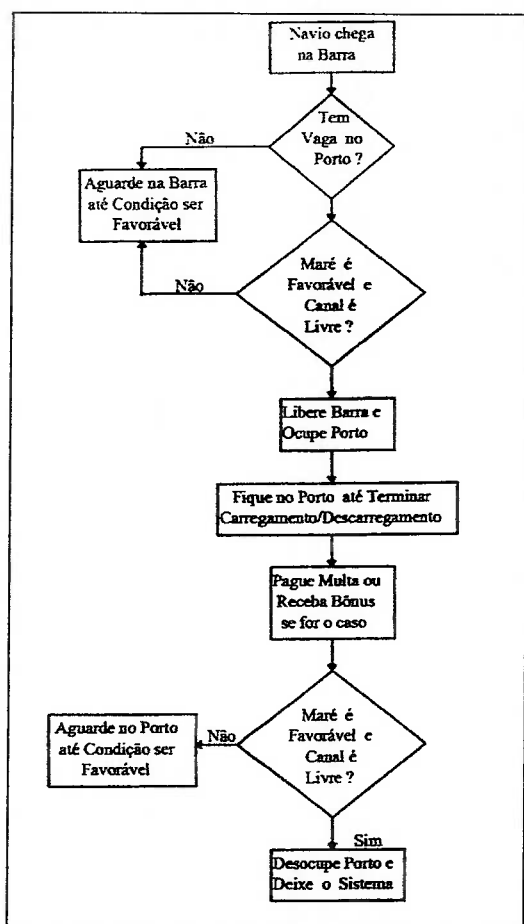 Navio chega
na Barra
Tem
Vaga no
Porto ?
Não
Aguarde na Barra
até Condição ser
Favorável
Maré é
Favorável e
Canal é
Livre ?
Não
Libere Barra e
Ocupe Porto
Fique no Porto até Terminar
Carregamento/Descarregamento
Pague Multa ou
Receba Bônus
se for o caso
Maré é
Favorável e
Canal é
Livre ?
Não
Aguarde no Porto
até Condição ser
Favorável
Sim
Desocupe Porto e
Deixe o Sistema